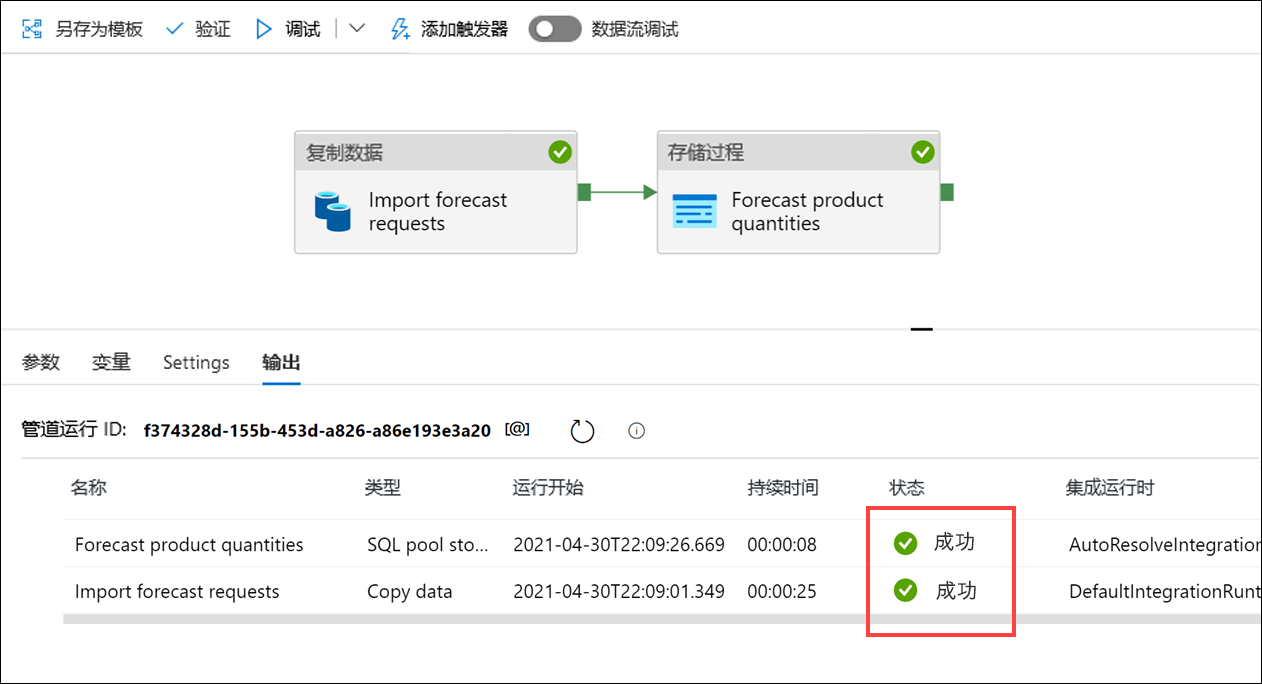 另存为模板 验证 调试 添加触发器 数据流调试
复制数据
Import forecast
requests
存储过程
Forecast product
quantities
参数 变量 Settings 输出
管道运行 ID: f374328d-155b-453d-a826-a86e193e3a20 [@]
名称 类型 运行开始 持续时间 状态 集成运行时
Forecast product quantities SQL pool sto... 2021-04-30T22:09:26.669 00:00:08 成功 AutoResolveIntegration
Import forecast requests Copy data 2021-04-30T22:09:01.349 00:00:25 成功 DefaultIntegrationRunt